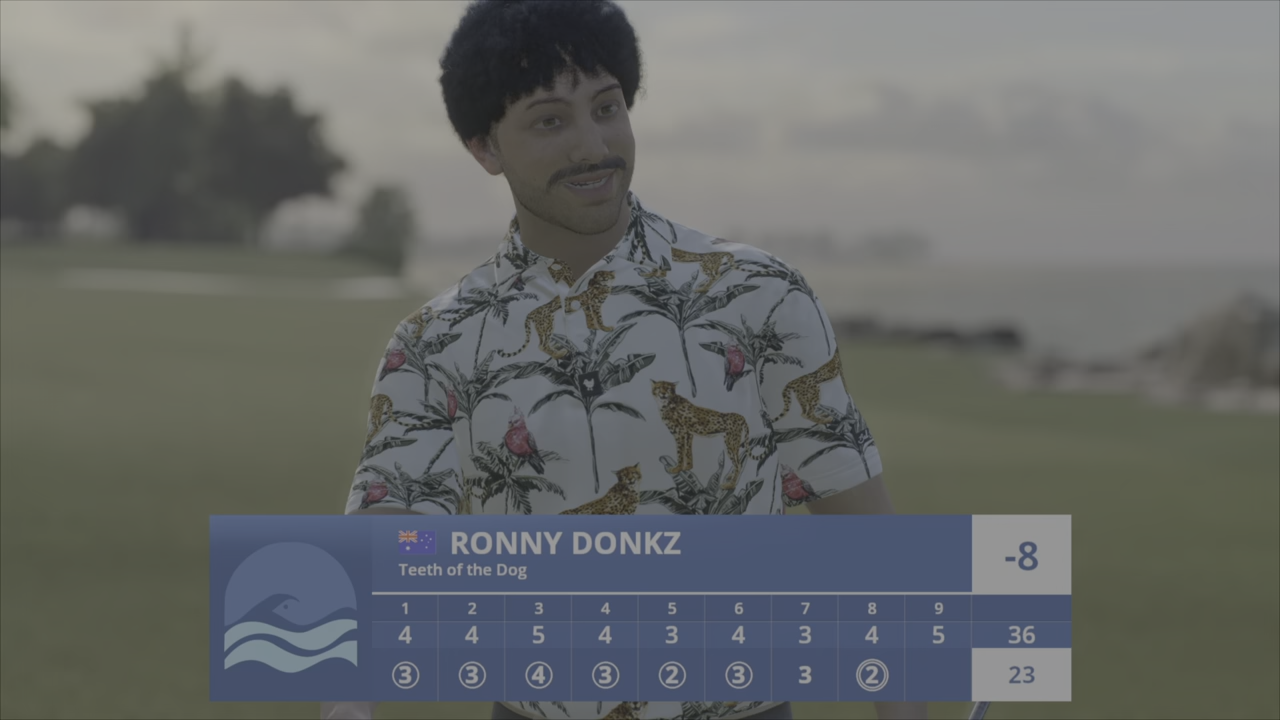 RONNY DONKZ
-8
Teeth of the Dog
1 2 3 4 5 6 7 8 9
4 4 5 4 3 4 3 4 5 36
3 3 4 3 2 3 3 2 23